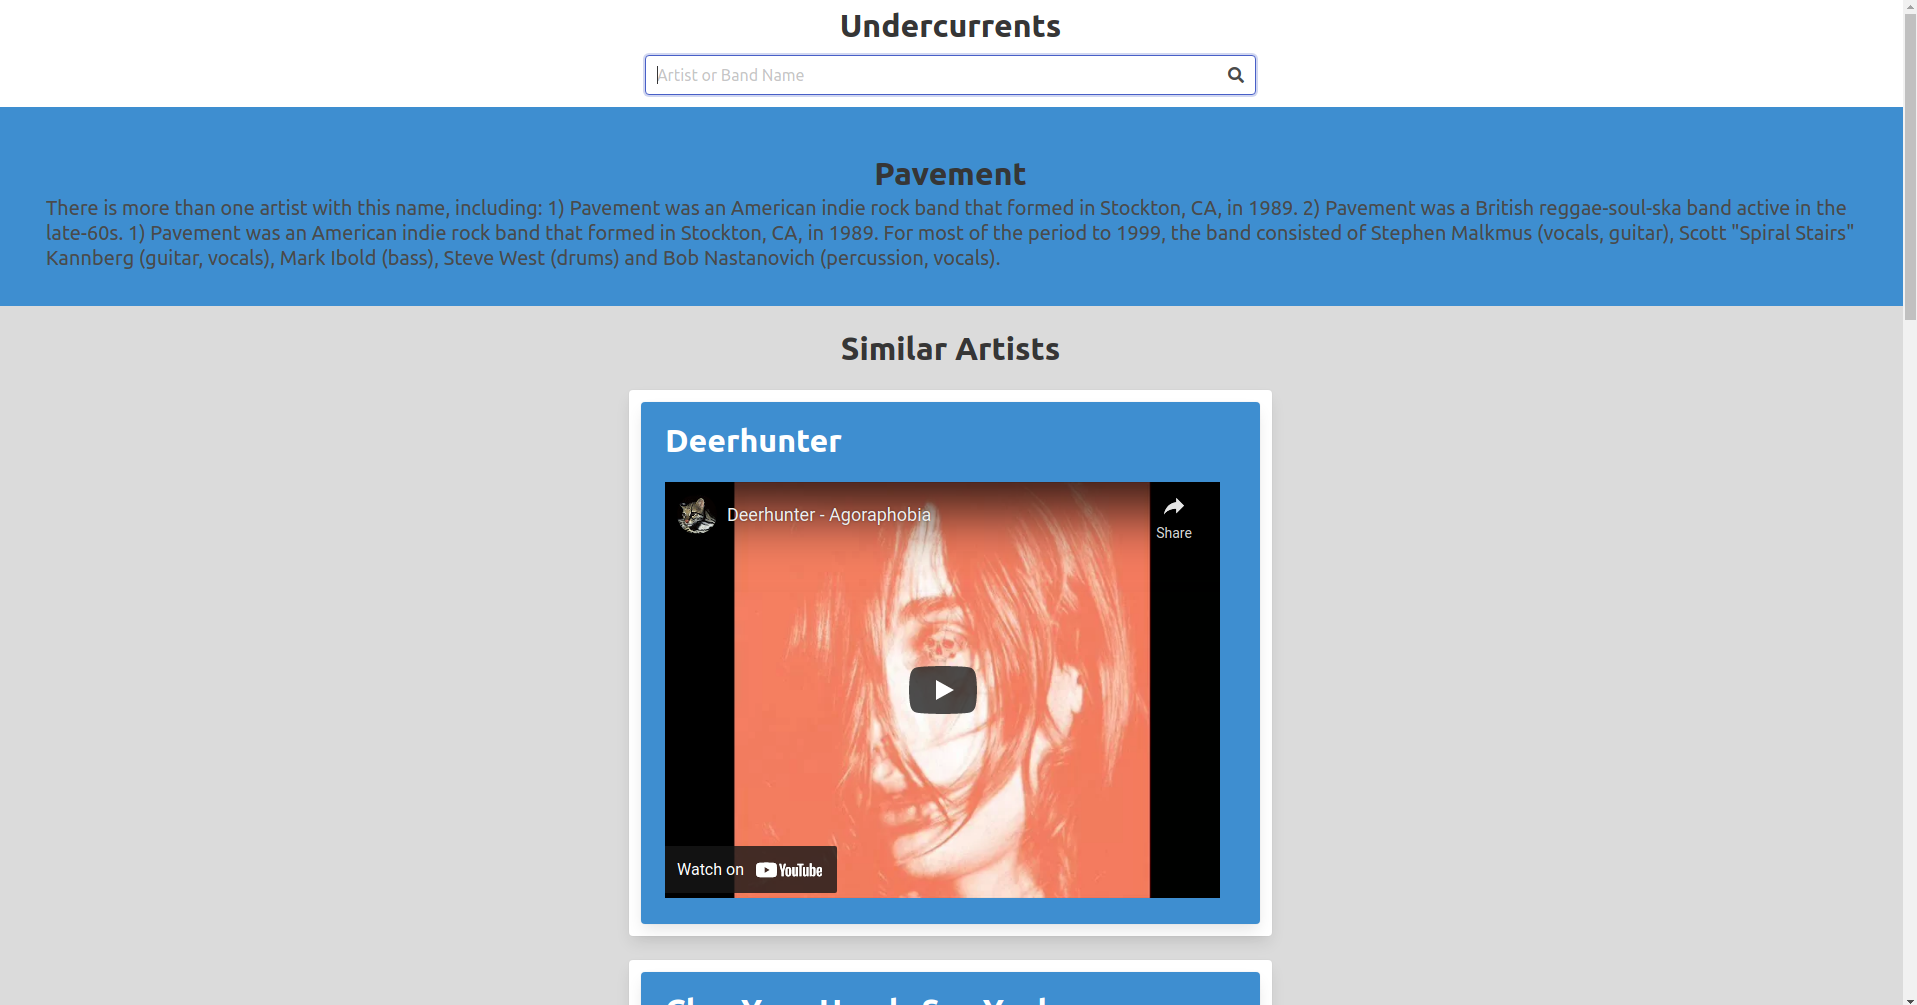 Undercurrents
Artist or Band Name
Pavement
There is more than one artist with this name, including: 1) Pavement was an American indie rock band that formed in Stockton, CA, in 1989. 2) Pavement was a British reggae-soul-ska band active in the
late-60s. 1) Pavement was an American indie rock band that formed in Stockton, CA, in 1989. For most of the period to 1999, the band consisted of Stephen Malkmus (vocals, guitar), Scott "Spiral Stairs"
Kannberg (guitar, vocals), Mark Ibold (bass), Steve West (drums) and Bob Nastanovich (percussion, vocals).
Similar Artists
Deerhunter
Deerhunter - Agoraphobia
Share
Watch on YouTube